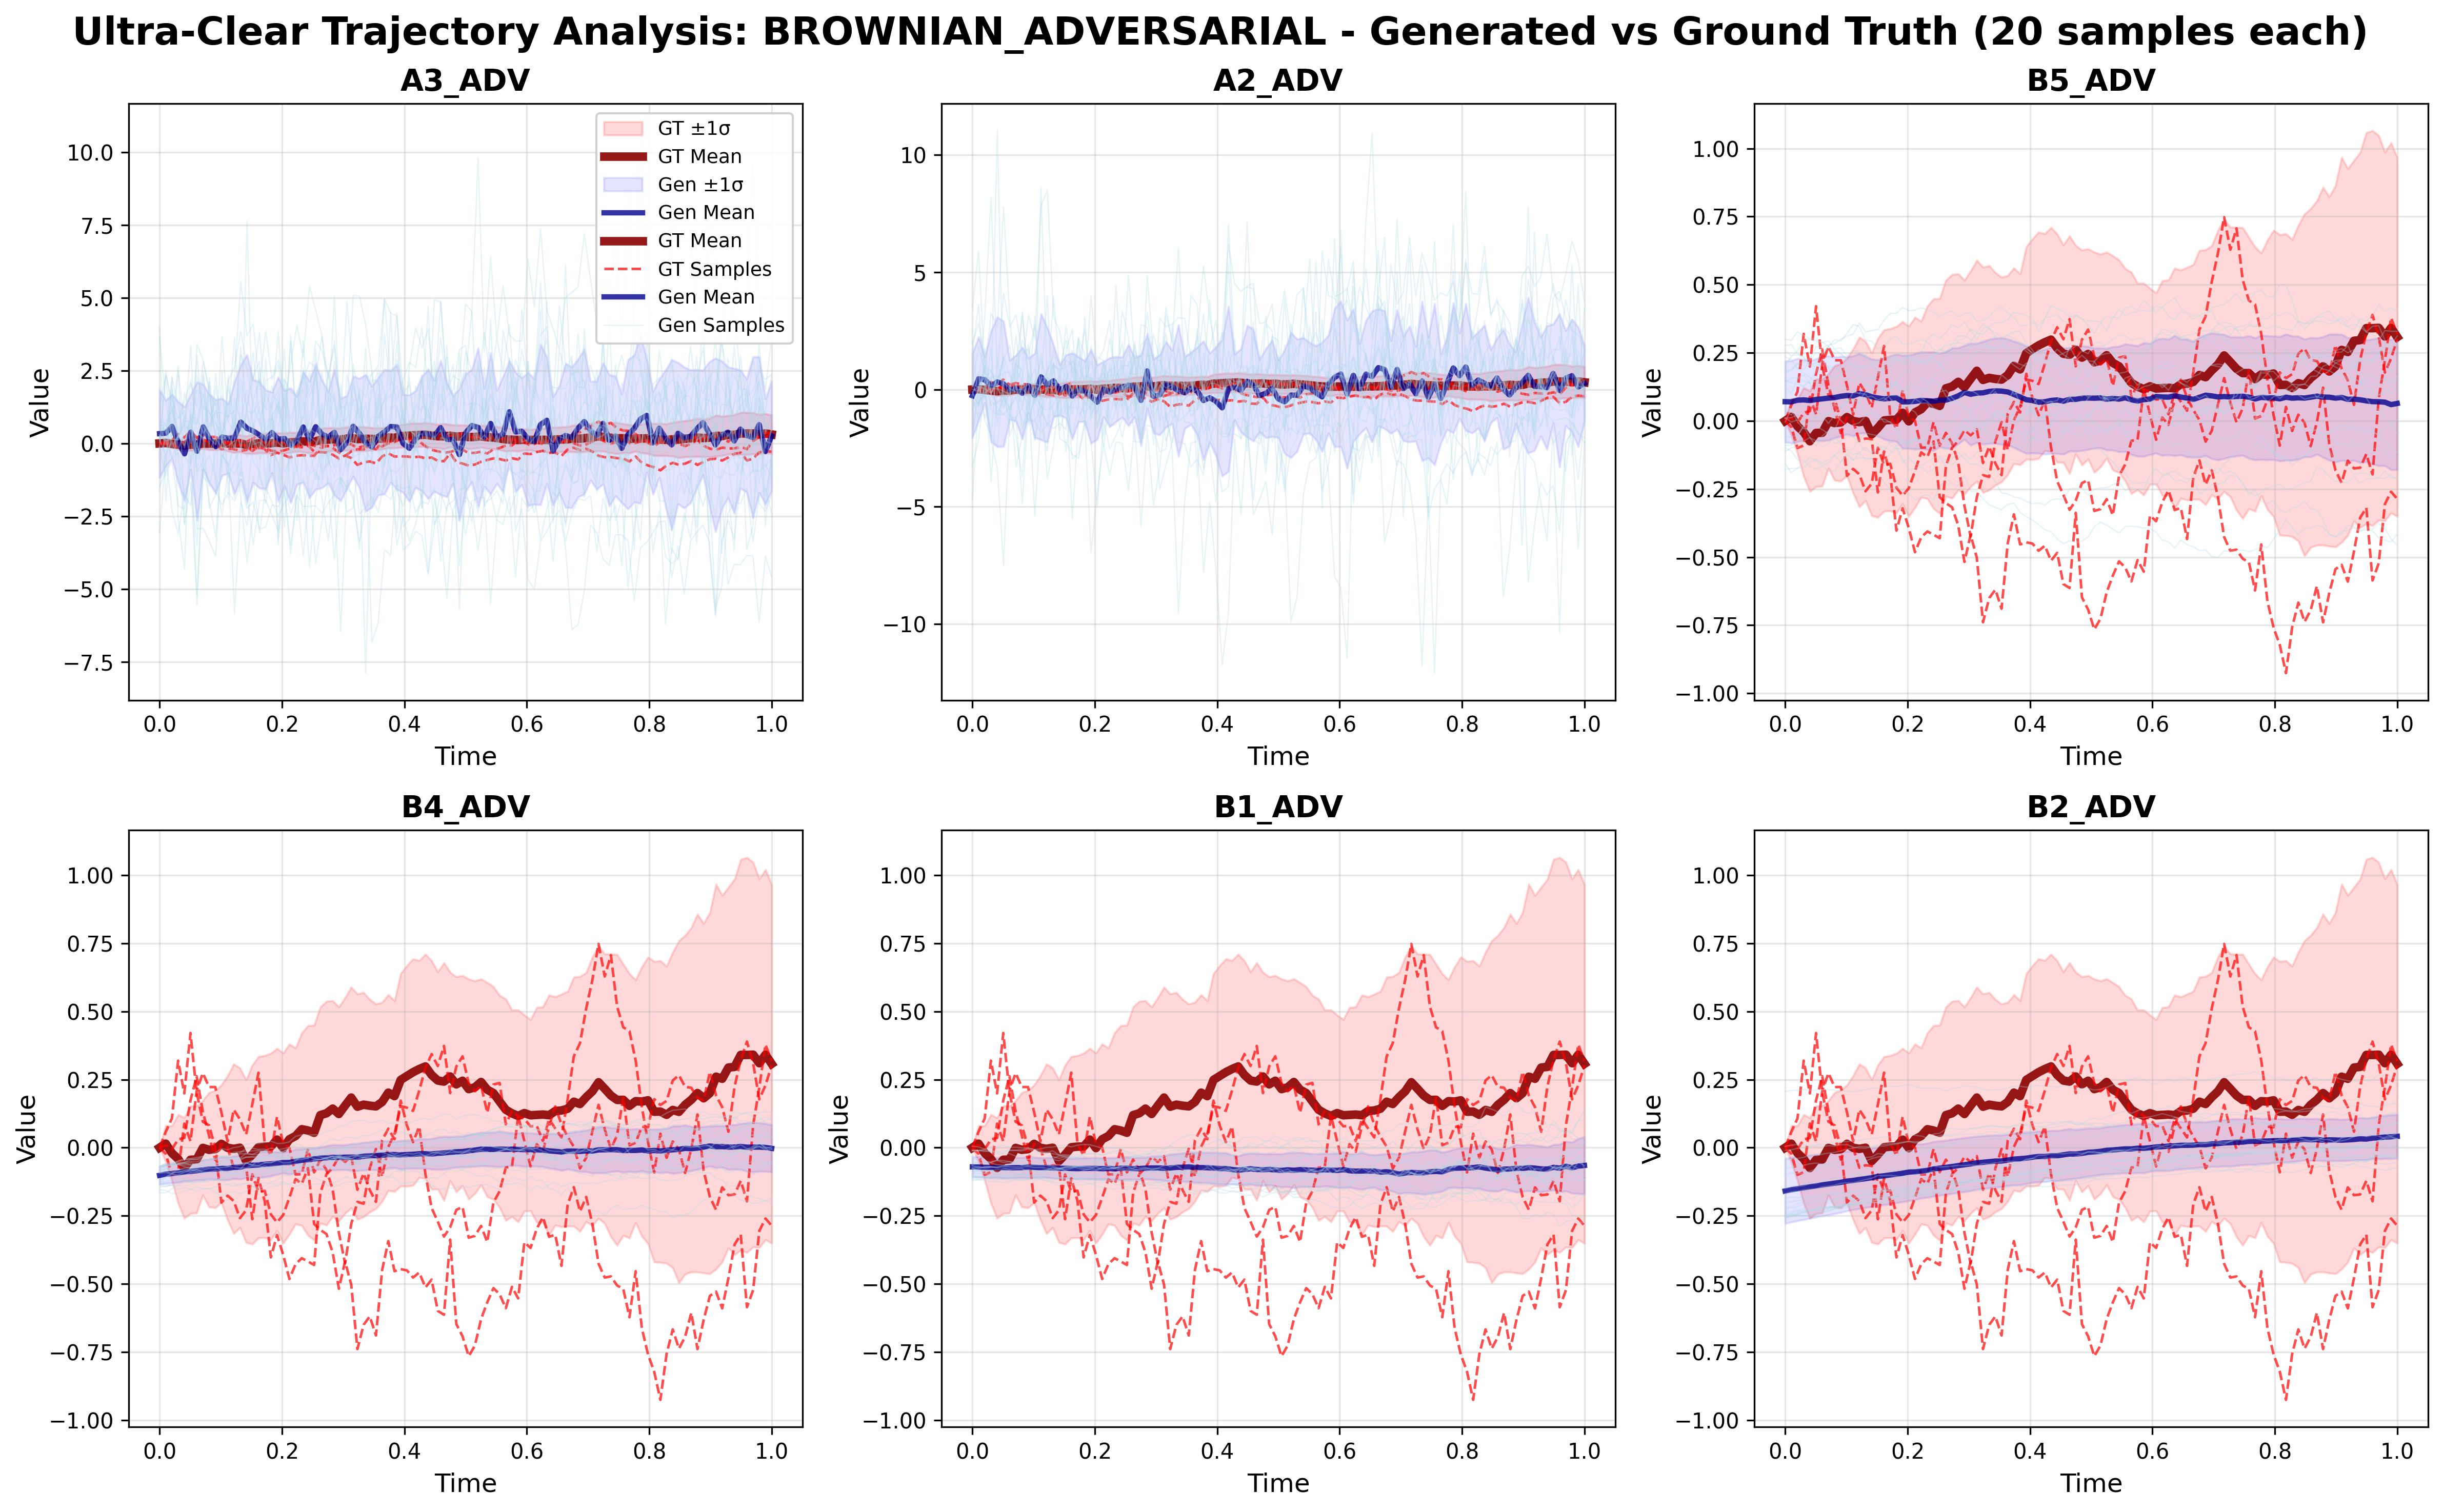 Ultra-Clear Trajectory Analysis: BROWNIAN_ADVERSARIAL - Generated vs Ground Truth (20 samples each)
A3_ADV
10.0
7.5
5.0
2.5
0.0
−2.5
−5.0
−7.5
Value
0.0 0.2 0.4 0.6 0.8 1.0
Time
GT ±1σ
GT Mean
Gen ±1σ
Gen Mean
GT Mean
GT Samples
Gen Mean
Gen Samples
A2_ADV
10
5
0
−5
−10
Value
0.0 0.2 0.4 0.6 0.8 1.0
Time
B5_ADV
1.00
0.75
0.50
0.25
0.00
−0.25
−0.50
−0.75
−1.00
Value
0.0 0.2 0.4 0.6 0.8 1.0
Time
B4_ADV
1.00
0.75
0.50
0.25
0.00
−0.25
−0.50
−0.75
−1.00
Value
0.0 0.2 0.4 0.6 0.8 1.0
Time
B1_ADV
1.00
0.75
0.50
0.25
0.00
−0.25
−0.50
−0.75
−1.00
Value
0.0 0.2 0.4 0.6 0.8 1.0
Time
B2_ADV
1.00
0.75
0.50
0.25
0.00
−0.25
−0.50
−0.75
−1.00
Value
0.0 0.2 0.4 0.6 0.8 1.0
Time